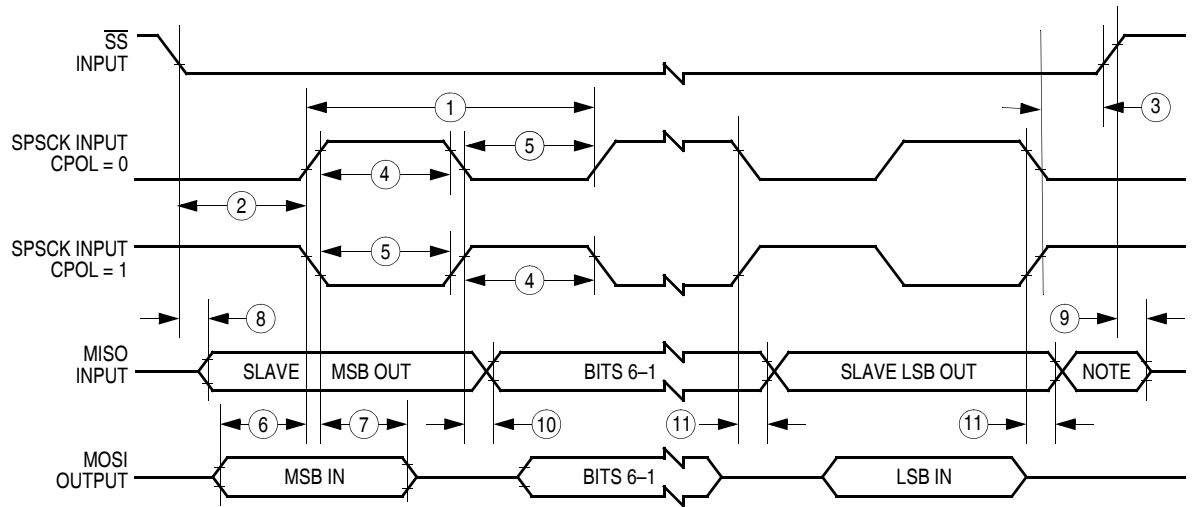 SS
INPUT
1
3
SPSCK INPUT
CPOL = 0
5
4
2
SPSCK INPUT
CPOL = 1
5
4
8
9
MISO
INPUT
SLAVE MSB OUT
BITS 6–1
SLAVE LSB OUT
NOTE
6
7
10
11
11
MOSI
OUTPUT
MSB IN
BITS 6–1
LSB IN